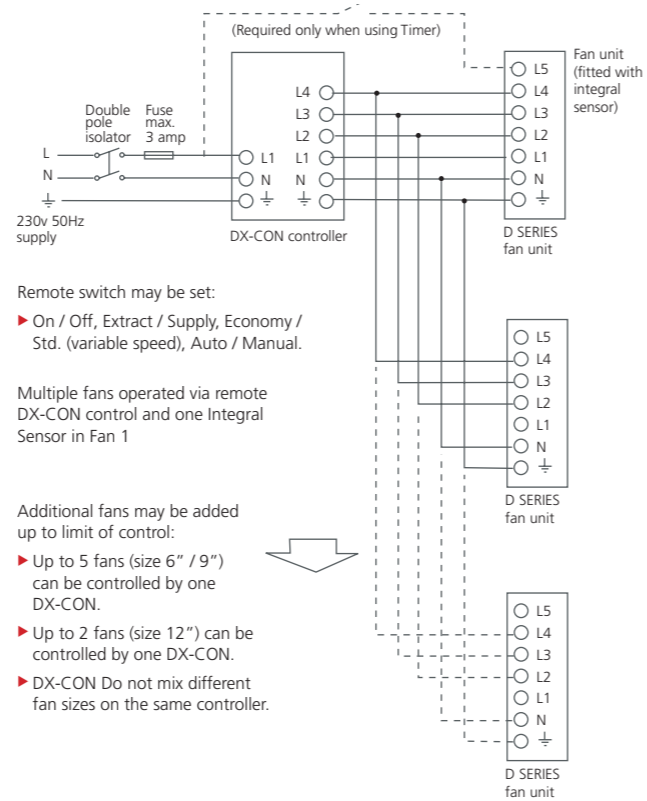 (Required only when using Timer)
Fan unit
(fitted with
integral
sensor)
Double
pole
isolator
Fuse
max.
3 amp
L
N
230v 50Hz
supply
L1
N
L4
L3
L2
L1
N
DX-CON controller
L5
L4
L3
L2
L1
N
D SERIES
fan unit
Remote switch may be set:
On / Off, Extract / Supply, Economy /
Std. (variable speed), Auto / Manual.
Multiple fans operated via remote
DX-CON control and one Integral
Sensor in Fan 1
L5
L4
L3
L2
L1
N
D SERIES
fan unit
Additional fans may be added
up to limit of control:
Up to 5 fans (size 6” / 9”)
can be controlled by one
DX-CON.
Up to 2 fans (size 12”) can be
controlled by one DX-CON.
DX-CON Do not mix different
fan sizes on the same controller.
L5
L4
L3
L2
L1
N
D SERIES
fan unit